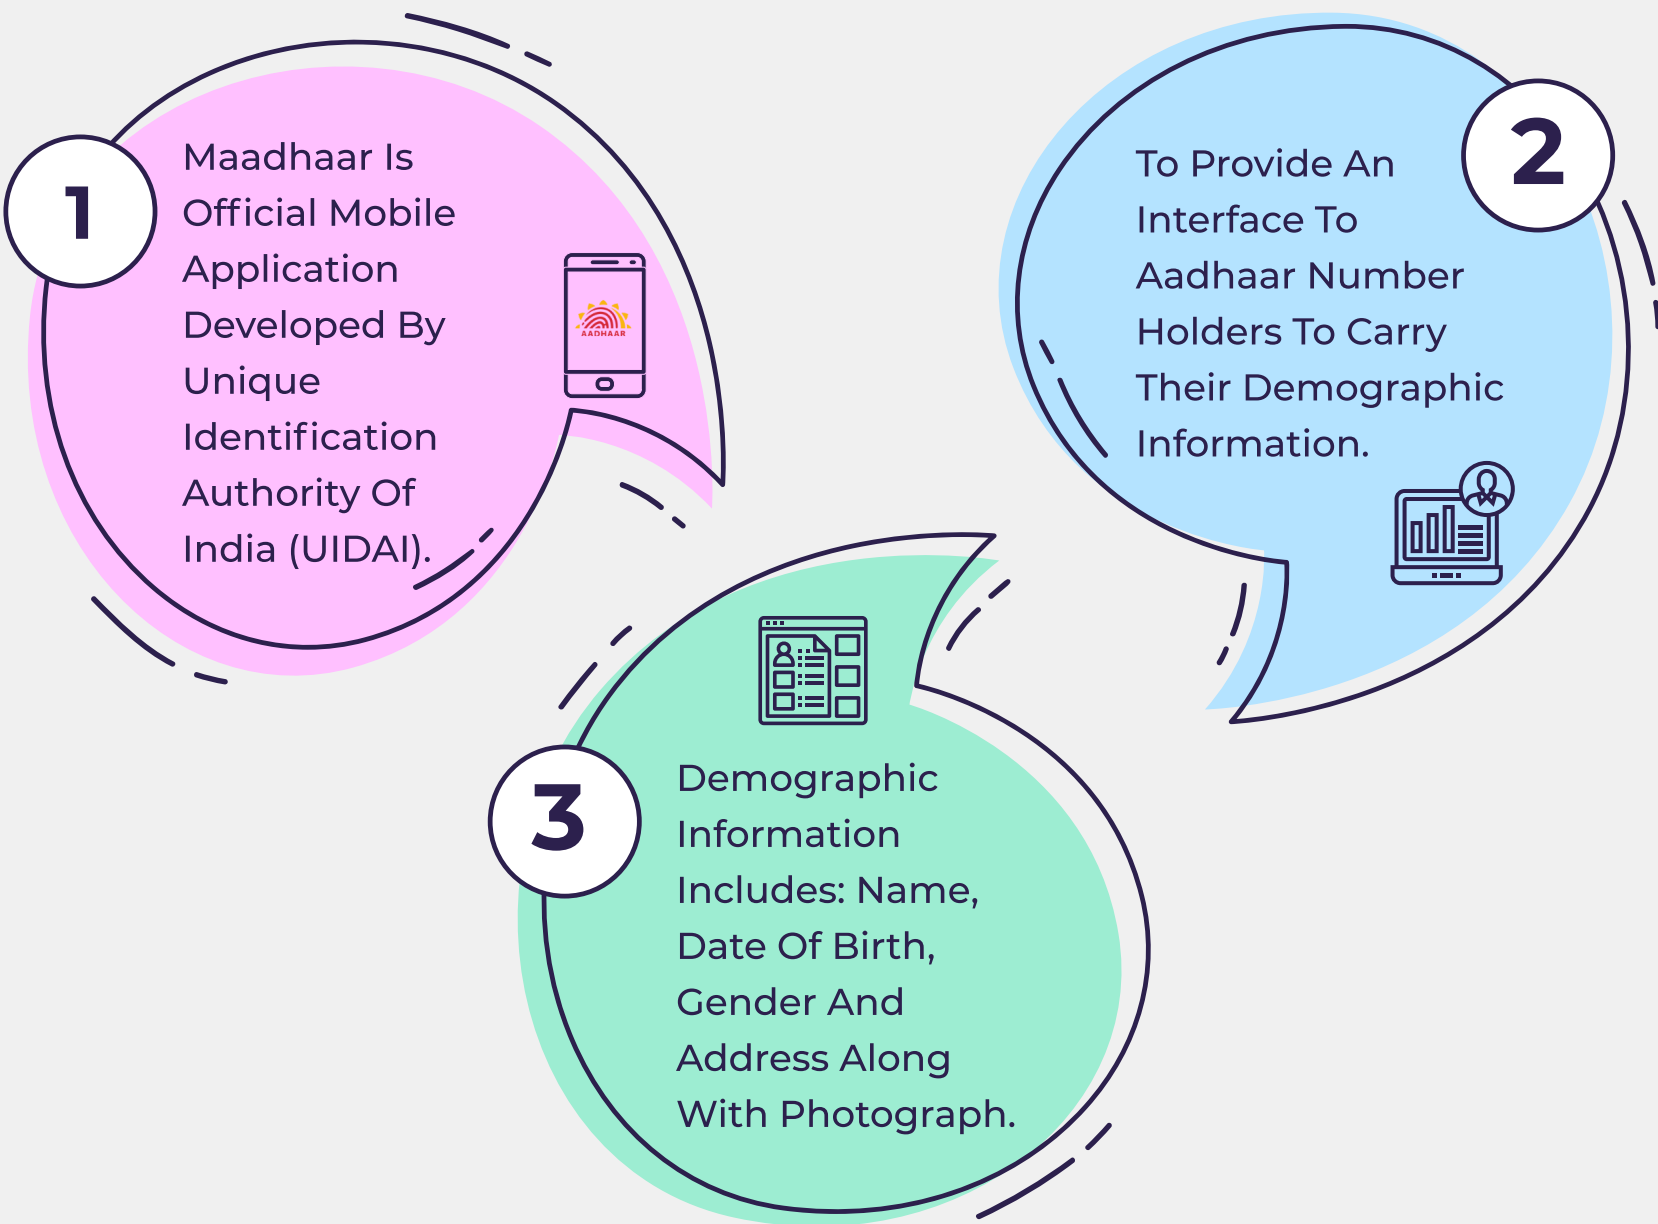 1
Maadhaar Is
Official Mobile
Application
Developed By
Unique
Identification
Authority Of
India (UIDAI).
AADHAAR
2
To Provide An
Interface To
Aadhaar Number
Holders To Carry
Their Demographic
Information.
3
Demographic
Information
Includes: Name,
Date Of Birth,
Gender And
Address Along
With Photograph.